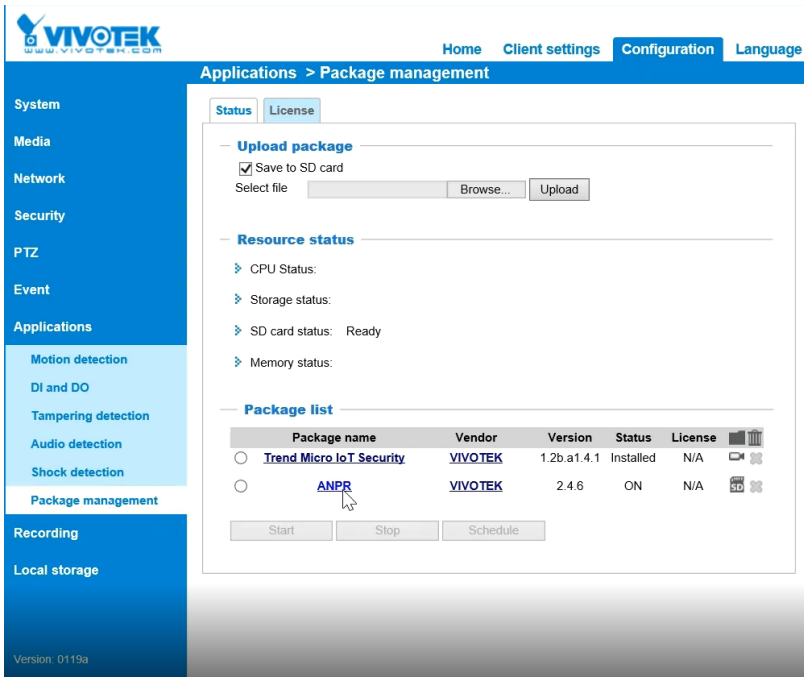 VIVOTEK
www.vivotek.com
Home Client settings Configuration Language
Applications > Package management
System
Media
Network
Security
PTZ
Event
Applications
Motion detection
DI and DO
Tampering detection
Audio detection
Shock detection
Package management
Recording
Local storage
Version: 0119a
Status License
Upload package
Save to SD card
Select file Browse... Upload
Resource status
CPU Status:
Storage status:
SD card status: Ready
Memory status:
Package list
Package name Vendor Version Status License
Trend Micro IoT Security VIVOTEK 1.2b.a1.4.1 Installed N/A
ANPR VIVOTEK 2.4.6 ON N/A SD
Start Stop Schedule